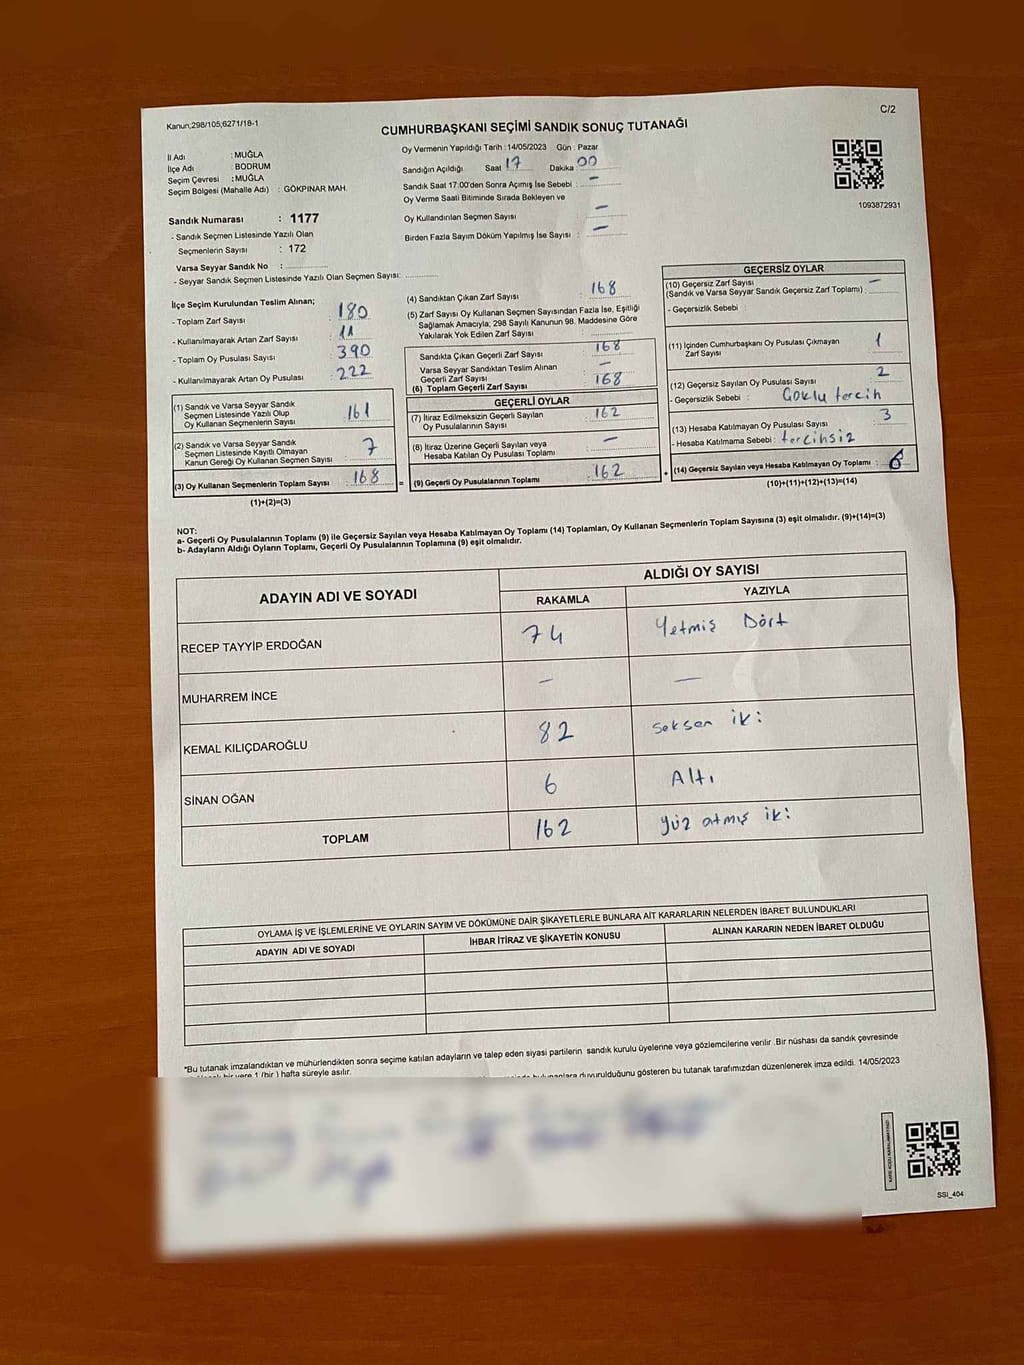 Kanun;298/105;6271/18-1
C/2
CUMHURBAŞKANI SEÇİMİ SANDIK SONUÇ TUTANAĞI
İl Adı : MUĞLA
İlçe Adı : BODRUM
Seçim Çevresi : MUĞLA
Seçim Bölgesi (Mahalle Adı) : GÖKPINAR MAH.
Sandık Numarası : 1177
- Sandık Seçmen Listesinde Yazılı Olan
Seçmenlerin Sayısı : 172
Varsa Seyyar Sandık No :
- Seyyar Sandık Seçmen Listesinde Yazılı Olan Seçmen Sayısı:
Oy Vermenin Yapıldığı Tarih : 14/05/2023 Gün : Pazar
Sandığın Açıldığı Saat 17 Dakika 00
Sandık Saat 17:00'den Sonra Açımış İse Sebebi : –
Oy Verme Saati Bitiminde Sırada Bekleyen ve
Oy Kullandırılan Seçmen Sayısı –
Birden Fazla Sayım Döküm Yapılmış İse Sayısı : –
1093872931
İlçe Seçim Kurulundan Teslim Alınan;
- Toplam Zarf Sayısı : 180
- Kullanılmayarak Artan Zarf Sayısı : 11
- Toplam Oy Pusulası Sayısı : 390
- Kullanılmayarak Artan Oy Pusulası : 222
(1) Sandık ve Varsa Seyyar Sandık
Seçmen Listesinde Yazılı Olup
Oy Kullanan Seçmenlerin Sayısı : 161
(2) Sandık ve Varsa Seyyar Sandık
Seçmen Listesinde Kayıtlı Olmayan
Kanun Gereği Oy Kullanan Seçmen Sayısı : 7
(3) Oy Kullanan Seçmenlerin Toplam Sayısı : 168 =
(1)+(2)=(3)
(4) Sandıktan Çıkan Zarf Sayısı : 168
(5) Zarf Sayısı Oy Kullanan Seçmen Sayısından Fazla İse, Eşitliği
Sağlamak Amacıyla; 298 Sayılı Kanunun 98. Maddesine Göre
Yakılarak Yok Edilen Zarf Sayısı :
Sandıkta Çıkan Geçerli Zarf Sayısı : 168
Varsa Seyyar Sandıktan Teslim Alınan
Geçerli Zarf Sayısı : –
(6) Toplam Geçerli Zarf Sayısı : 168
GEÇERLİ OYLAR
(7) İtiraz Edilmeksizin Geçerli Sayılan
Oy Pusulalarının Sayısı : 162
(8) İtiraz Üzerine Geçerli Sayılan veya
Hesaba Katılan Oy Pusulası Toplamı : –
(9) Geçerli Oy Pusulalarının Toplamı : 162 +
GEÇERSİZ OYLAR
(10) Geçersiz Zarf Sayısı
(Sandık ve Varsa Seyyar Sandık Geçersiz Zarf Toplamı) : –
- Geçersizlik Sebebi :
(11) İçinden Cumhurbaşkanı Oy Pusulası Çıkmayan
Zarf Sayısı : 1
(12) Geçersiz Sayılan Oy Pusulası Sayısı : 2
- Geçersizlik Sebebi : Çoklu tercih
(13) Hesaba Katılmayan Oy Pusulası Sayısı : 3
- Hesaba Katılmama Sebebi : tercihsiz
(14) Geçersiz Sayılan veya Hesaba Katılmayan Oy Toplamı : 6
(10)+(11)+(12)+(13)=(14)
NOT:
a- Geçerli Oy Pusulalarının Toplamı (9) ile Geçersiz Sayılan veya Hesaba Katılmayan Oy Toplamı (14) Toplamları, Oy Kullanan Seçmenlerin Toplam Sayısına (3) eşit olmalıdır. (9)+(14)=(3)
b- Adayların Aldığı Oyların Toplamı, Geçerli Oy Pusulalarının Toplamına (9) eşit olmalıdır.
ADAYIN ADI VE SOYADI
ALDIĞI OY SAYISI
RAKAMLA YAZIYLA
RECEP TAYYİP ERDOĞAN 74 Yetmiş Dört
MUHARREM İNCE – –
KEMAL KILIÇDAROĞLU 82 Seksen iki
SİNAN OĞAN 6 Altı
TOPLAM 162 yüz atmış iki
OYLAMA İŞ VE İŞLEMLERİNE VE OYLARIN SAYIM VE DÖKÜMÜNE DAİR ŞİKAYETLERLE BUNLARA AİT KARARLARIN NELERDEN İBARET BULUNDUKLARI
ADAYIN ADI VE SOYADI İHBAR İTİRAZ VE ŞİKAYETİN KONUSU ALINAN KARARIN NEDEN İBARET OLDUĞU
*Bu tutanak imzalandıktan ve mühürlendikten sonra seçime katılan adayların ve talep eden siyasi partilerin sandık kurulu üyelerine veya gözlemcilerine verilir .Bir nüshası da sandık çevresinde
bir yere 1 (bir ) hafta süreyle asılır.
duyurulduğunu gösteren bu tutanak tarafımızdan düzenlenerek imza edildi. 14/05/2023
SSİ_404